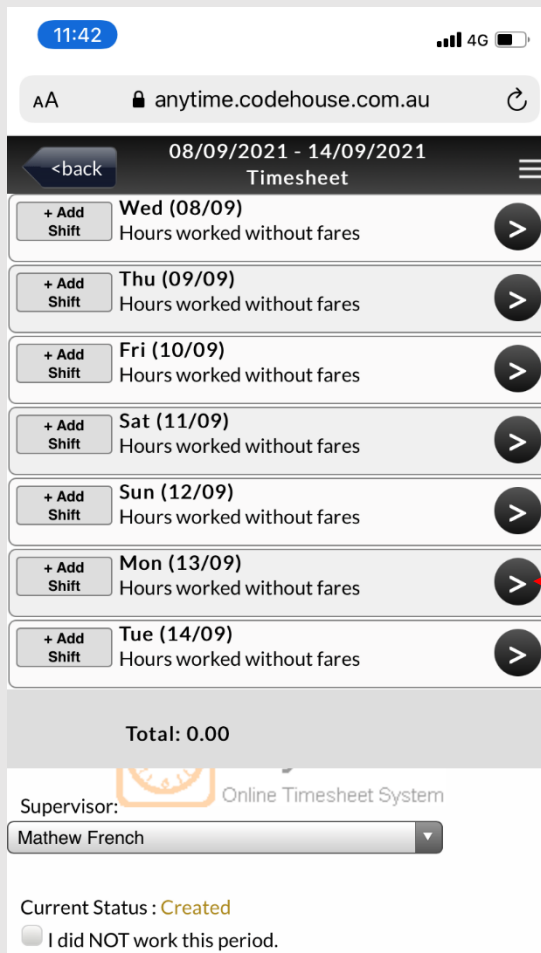 11:42
4G
AA
anytime.codehouse.com.au
<back
08/09/2021 - 14/09/2021
Timesheet
+ Add
Shift
Wed (08/09)
Hours worked without fares
>
+ Add
Shift
Thu (09/09)
Hours worked without fares
>
+ Add
Shift
Fri (10/09)
Hours worked without fares
>
+ Add
Shift
Sat (11/09)
Hours worked without fares
>
+ Add
Shift
Sun (12/09)
Hours worked without fares
>
+ Add
Shift
Mon (13/09)
Hours worked without fares
>
+ Add
Shift
Tue (14/09)
Hours worked without fares
>
Total: 0.00
Online Timesheet System
Supervisor:
Mathew French
Current Status : Created
I did NOT work this period.